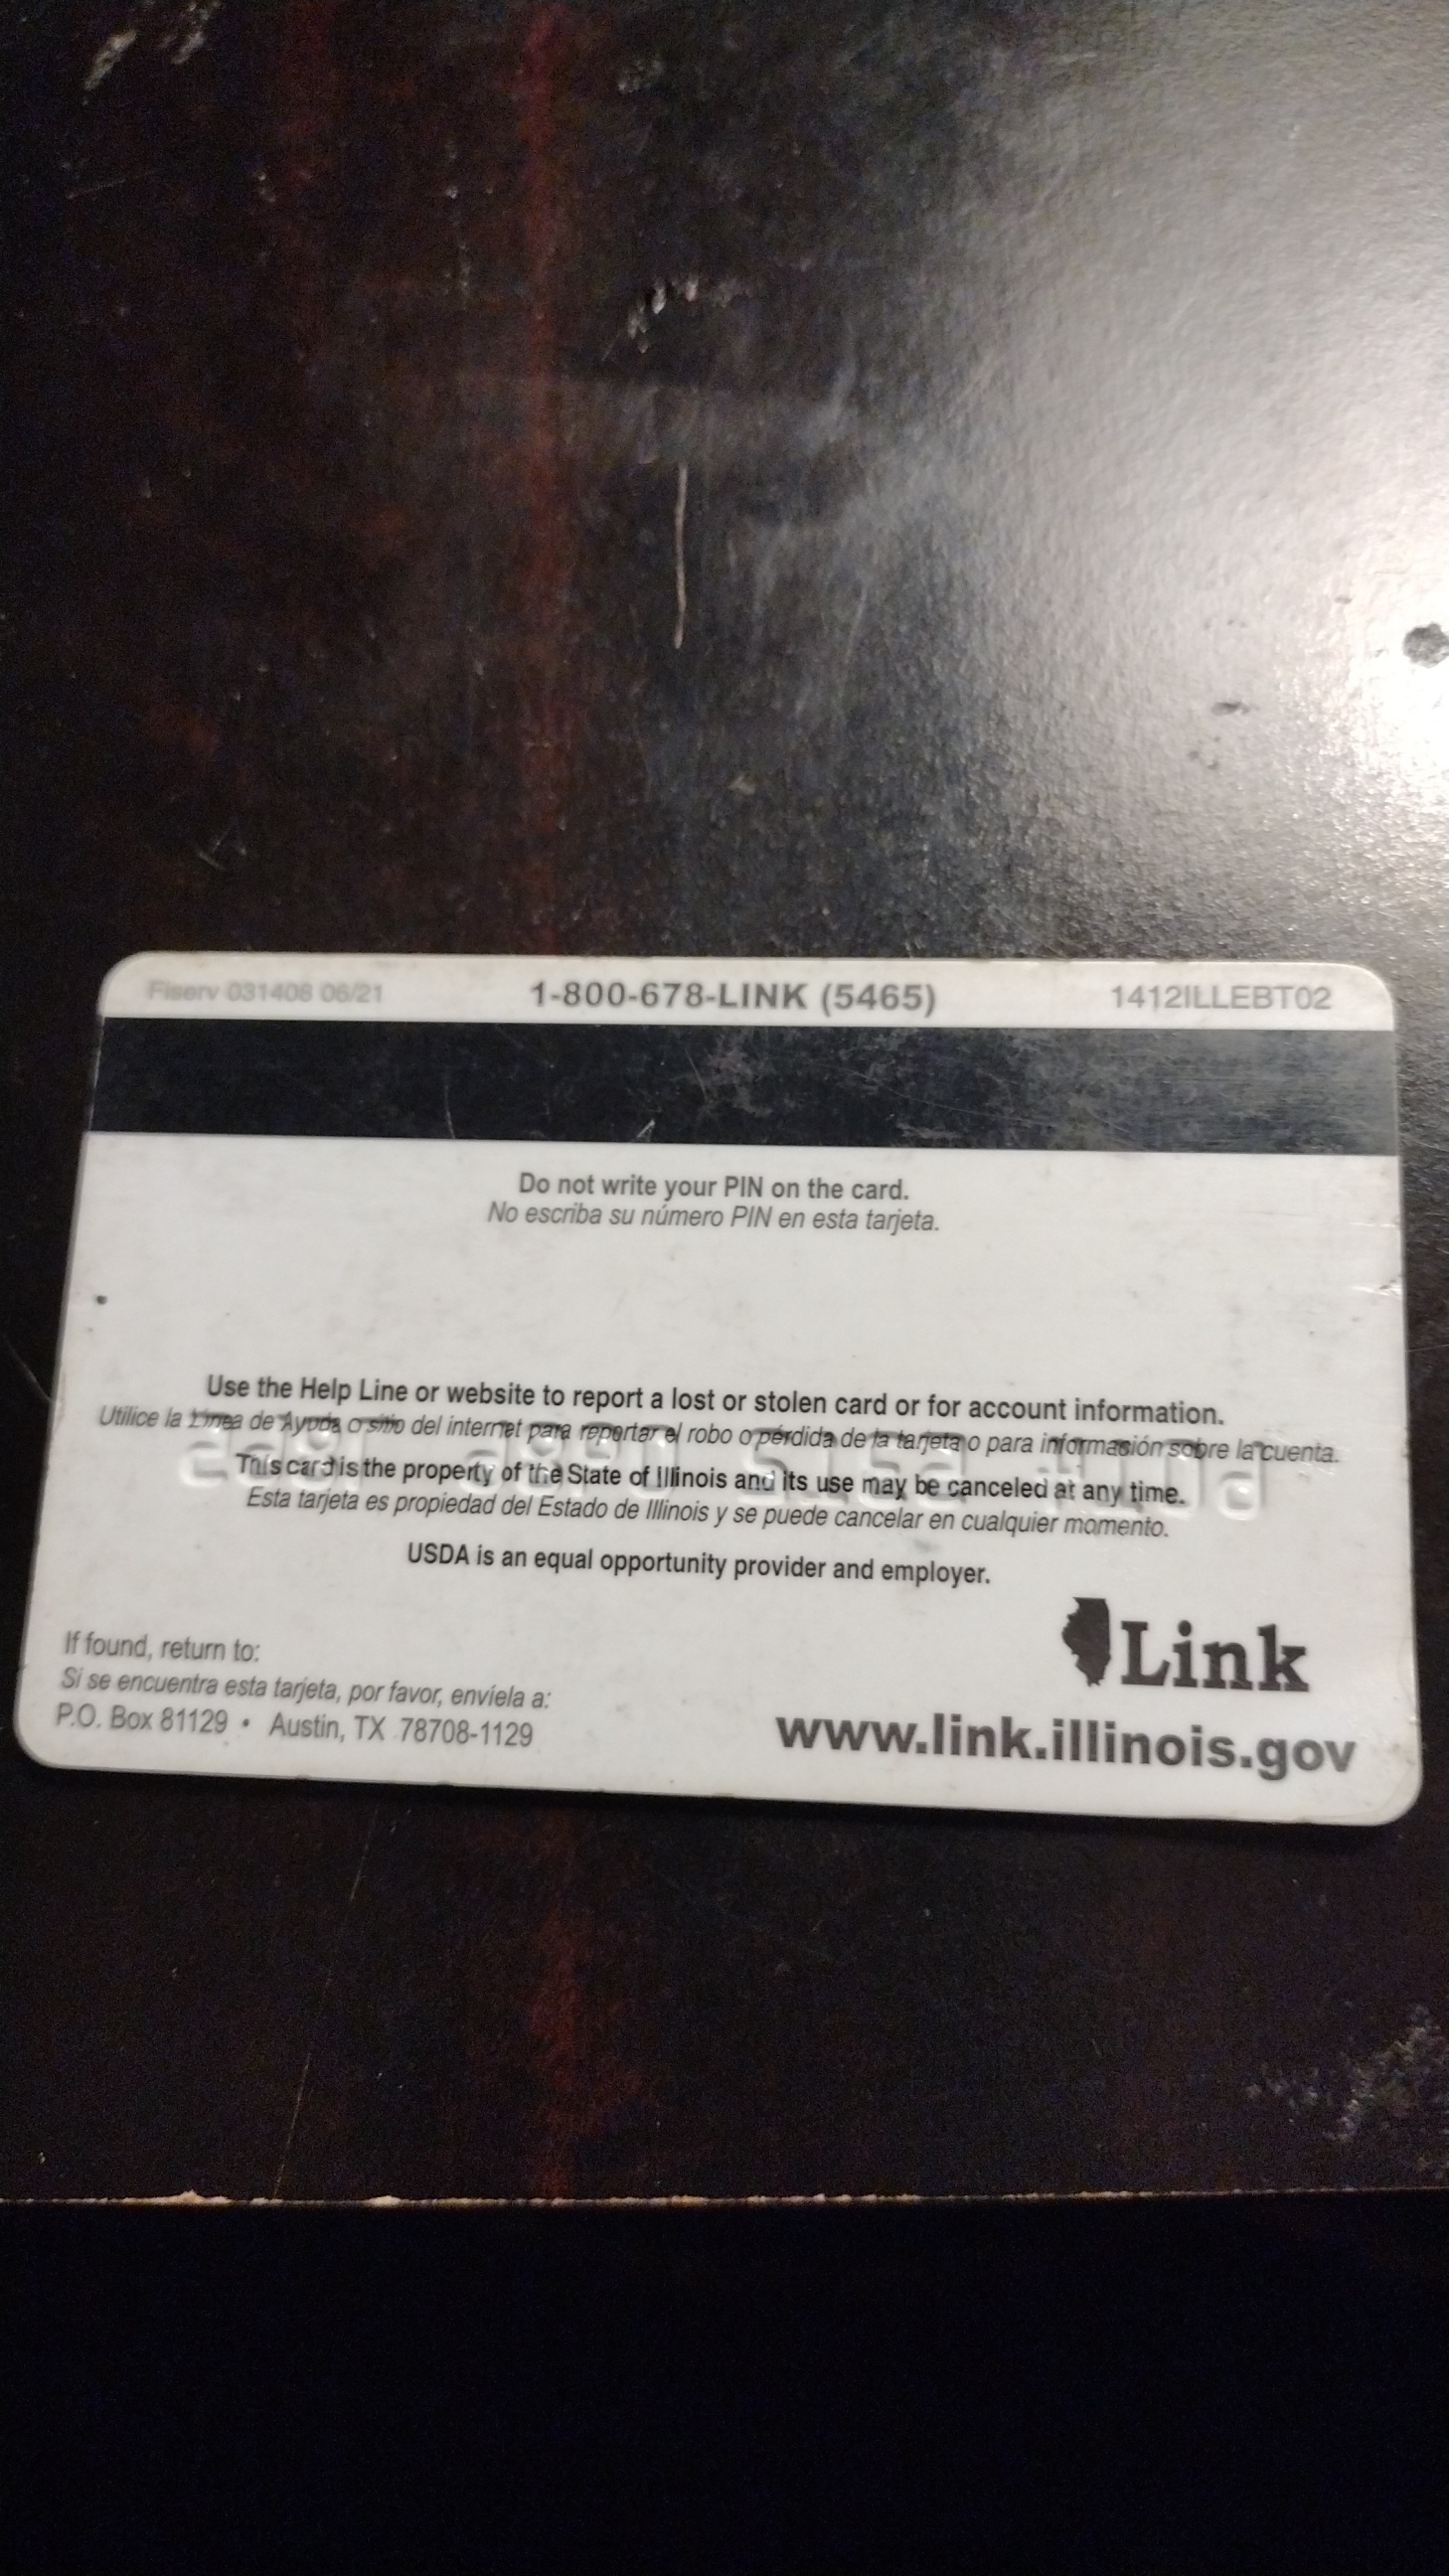 Fiserv 031408 06/21 1-800-678-LINK (5465) 1412ILLEBT02
Do not write your PIN on the card.
No escriba su número PIN en esta tarjeta.
Use the Help Line or website to report a lost or stolen card or for account information.
Utilice la Línea de Ayuda o sitio del internet para reportar el robo o pérdida de la tarjeta o para información sobre la cuenta.
This card is the property of the State of Illinois and its use may be canceled at any time.
Esta tarjeta es propiedad del Estado de Illinois y se puede cancelar en cualquier momento.
USDA is an equal opportunity provider and employer.
Link
www.link.illinois.gov
If found, return to:
Si se encuentra esta tarjeta, por favor, envíela a:
P.O. Box 81129 • Austin, TX 78708-1129